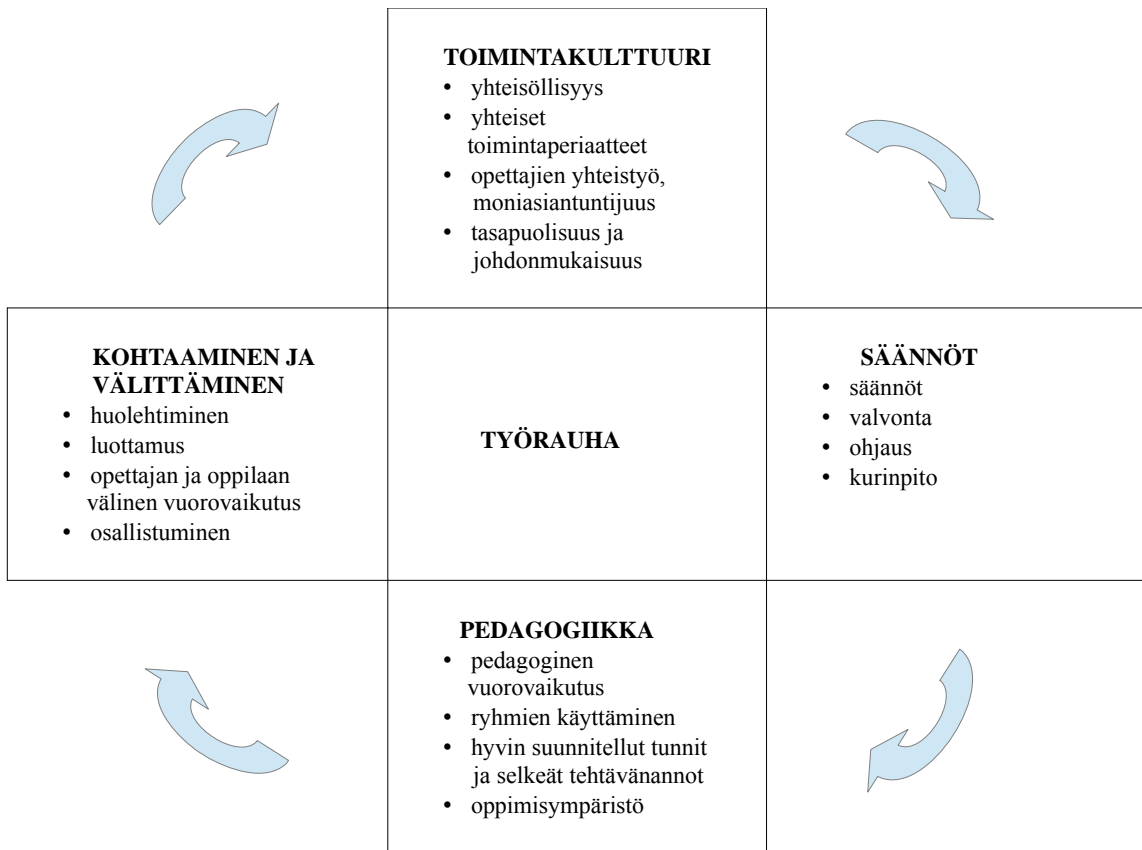 TOIMINTAKULTTUURI
• yhteisöllisyys
• yhteiset
toimintaperiaatteet
• opettajien yhteistyö,
moniasiantuntijuus
• tasapuolisuus ja
johdonmukaisuus
KOHTAAMINEN JA
VÄLITTÄMINEN
• huolehtiminen
• luottamus
• opettajan ja oppilaan
välinen vuorovaikutus
• osallistuminen
TYÖRAUHA
SÄÄNNÖT
• säännöt
• valvonta
• ohjaus
• kurinpito
PEDAGOGIIKKA
• pedagoginen
vuorovaikutus
• ryhmien käyttäminen
• hyvin suunnitellut tunnit
ja selkeät tehtävänannot
• oppimisympäristö